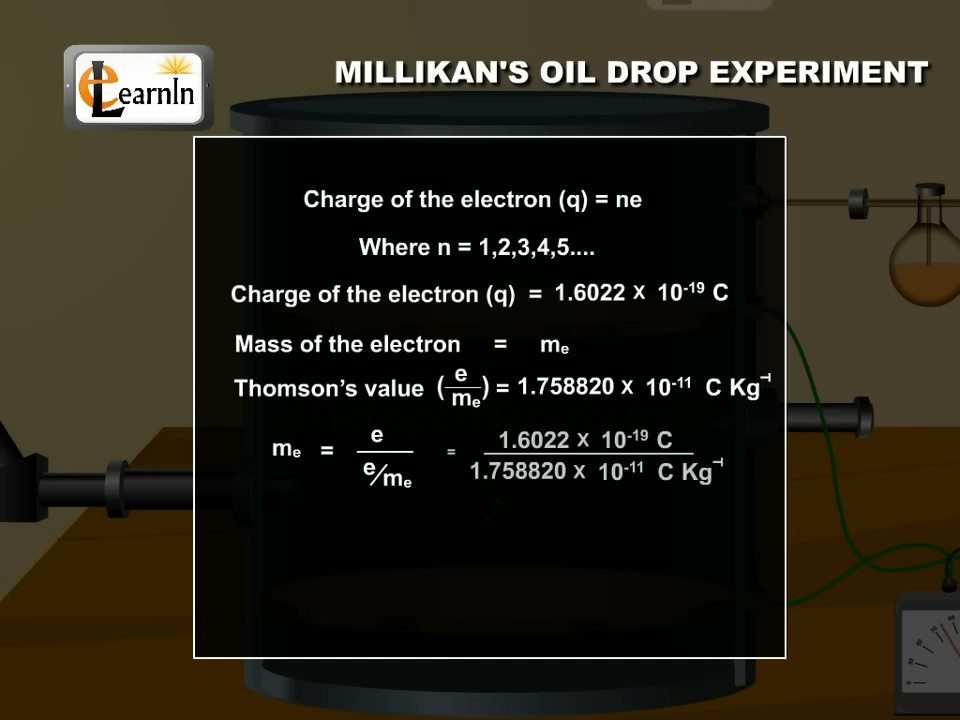 eLearnIn
MILLIKAN'S OIL DROP EXPERIMENT
Charge of the electron (q) = ne
Where n = 1,2,3,4,5....
Charge of the electron (q) = 1.6022 X 10⁻¹⁹ C
Mass of the electron = mₑ
Thomson's value (e/mₑ) = 1.758820 X 10⁻¹¹ C Kg⁻¹
mₑ = e / (e/mₑ) = 1.6022 X 10⁻¹⁹ C / 1.758820 X 10⁻¹¹ C Kg⁻¹